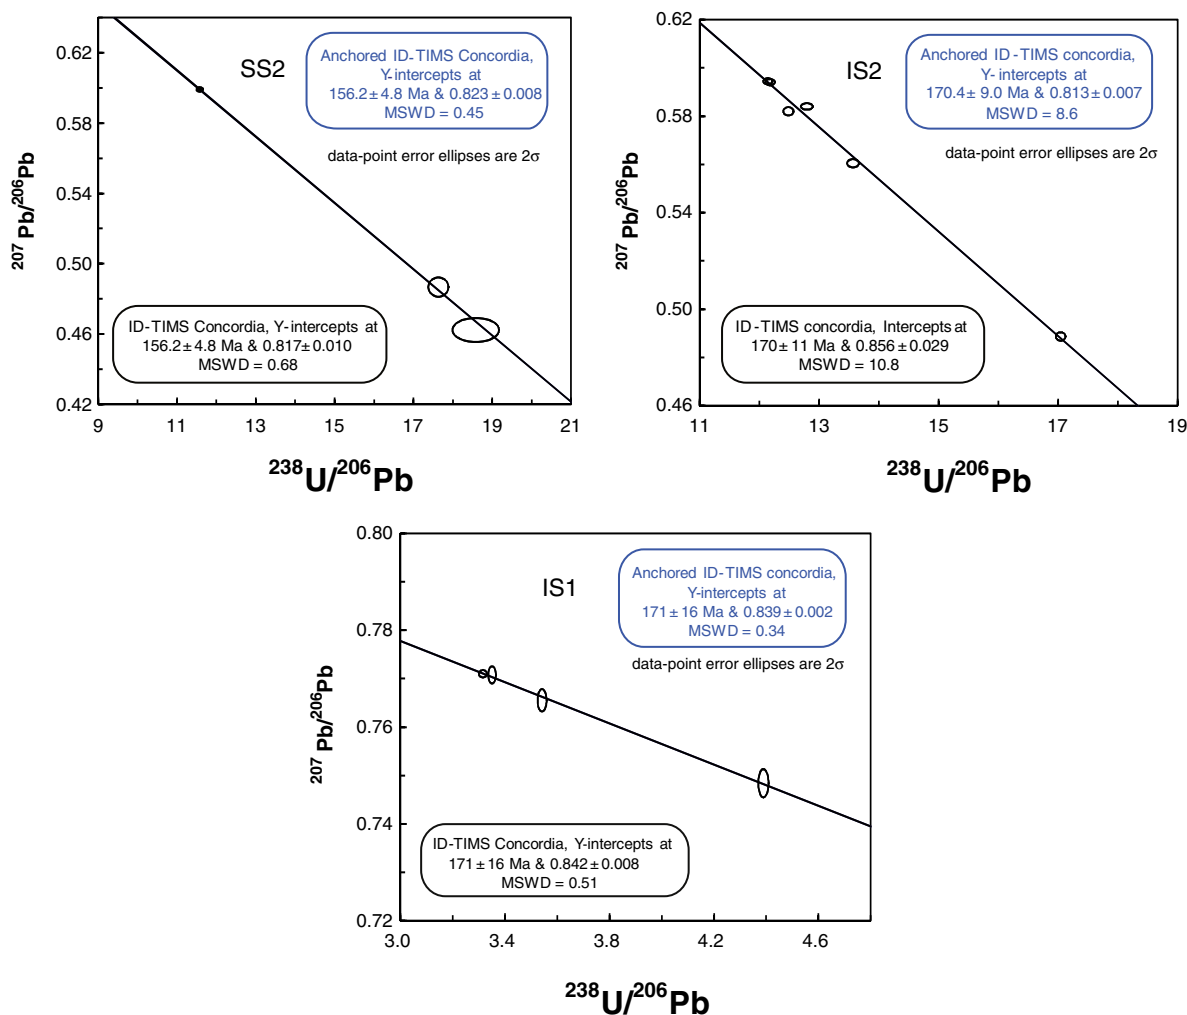 0.62
0.58
0.54
0.50
0.46
0.42
207Pb/206Pb
SS2
Anchored ID-TIMS Concordia,
Y-intercepts at
156.2±4.8 Ma & 0.823±0.008
MSWD = 0.45
data-point error ellipses are 2σ
ID-TIMS Concordia, Y-intercepts at
156.2±4.8 Ma & 0.817±0.010
MSWD = 0.68
9 11 13 15 17 19 21
238U/206Pb
0.62
0.58
0.54
0.50
0.46
207Pb/206Pb
IS2
Anchored ID-TIMS concordia,
Y-intercepts at
170.4±9.0 Ma & 0.813±0.007
MSWD = 8.6
data-point error ellipses are 2σ
ID-TIMS concordia, Intercepts at
170±11 Ma & 0.856±0.029
MSWD = 10.8
11 13 15 17 19
238U/206Pb
0.80
0.78
0.76
0.74
0.72
207Pb/206Pb
IS1
Anchored ID-TIMS concordia,
Y-intercepts at
171±16 Ma & 0.839±0.002
MSWD = 0.34
data-point error ellipses are 2σ
ID-TIMS Concordia, Y-intercepts at
171±16 Ma & 0.842±0.008
MSWD = 0.51
3.0 3.4 3.8 4.2 4.6
238U/206Pb